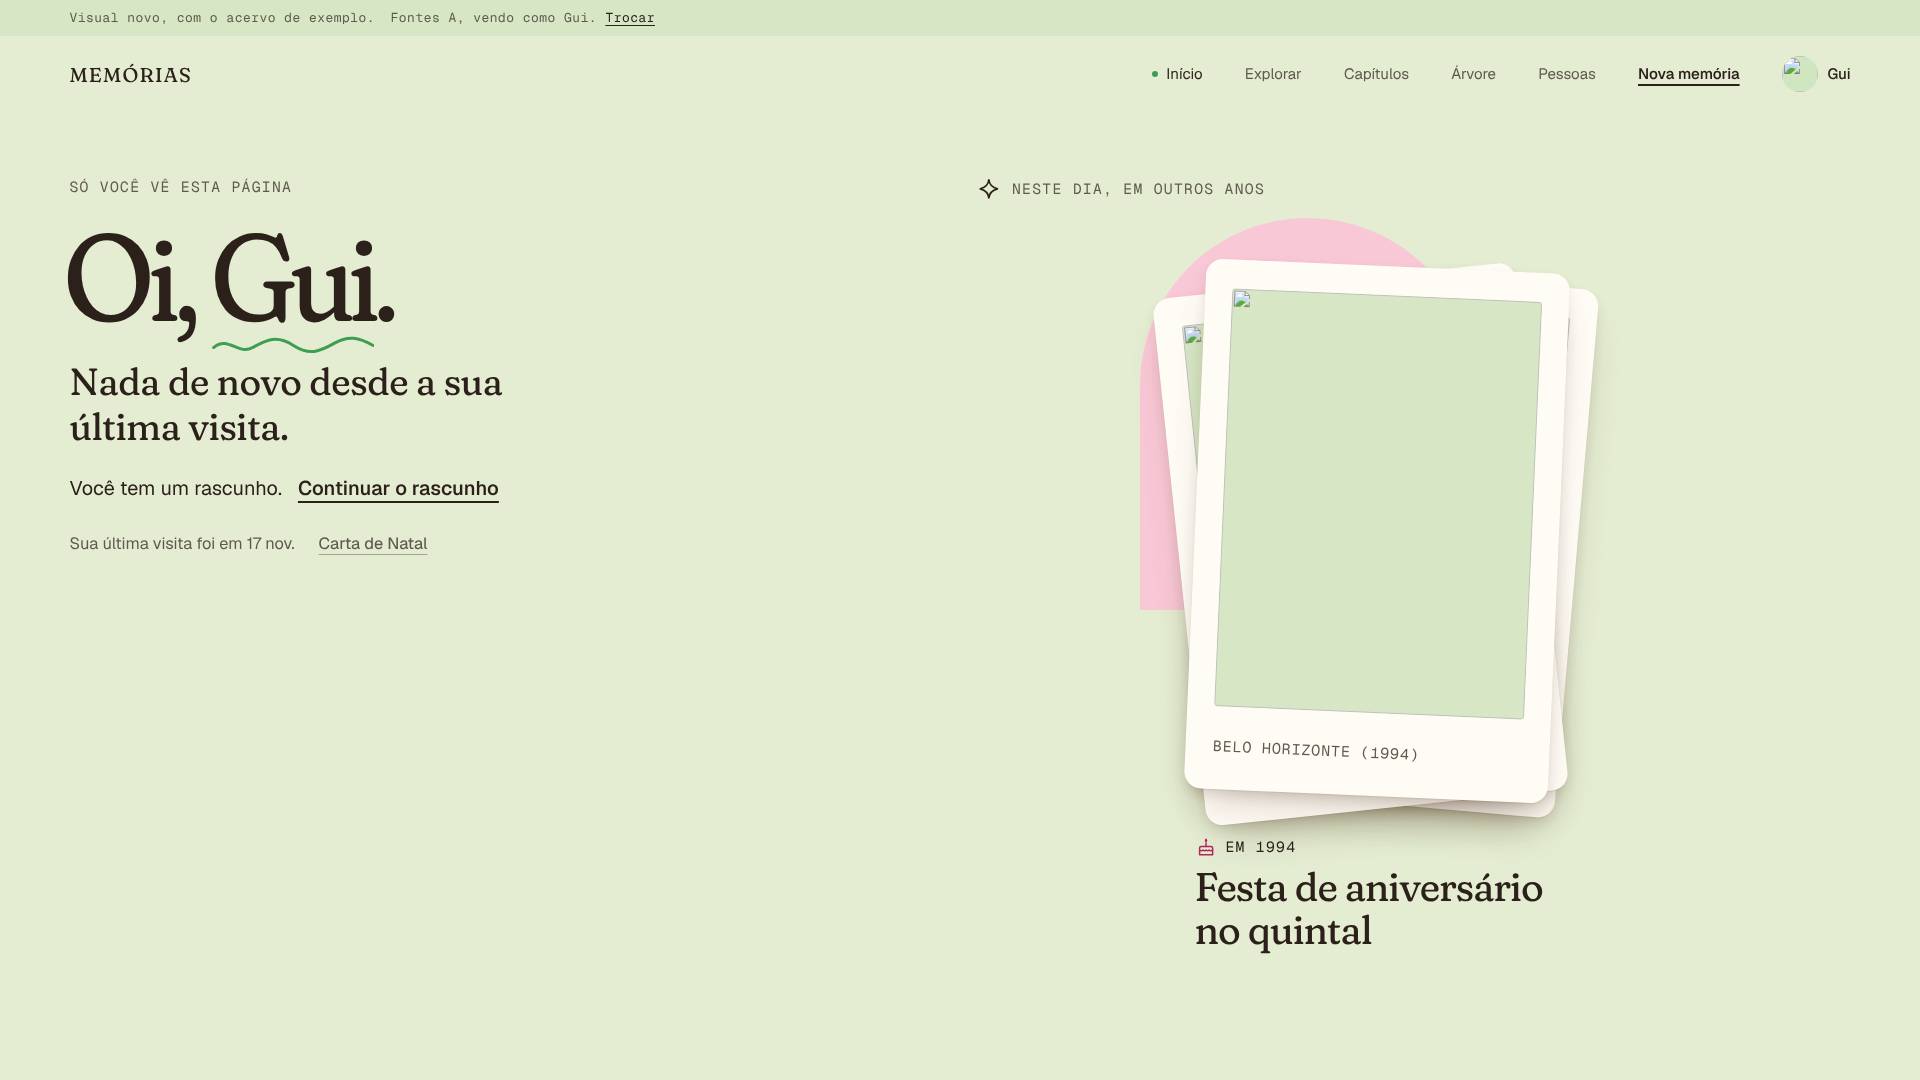 Visual novo, com o acervo de exemplo. Fontes A, vendo como Gui. Trocar
MEMÓRIAS
Início Explorar Capítulos Árvore Pessoas Nova memória Gui
SÓ VOCÊ VÊ ESTA PÁGINA
Oi, Gui.
Nada de novo desde a sua
última visita.
Você tem um rascunho. Continuar o rascunho
Sua última visita foi em 17 nov. Carta de Natal
NESTE DIA, EM OUTROS ANOS
BELO HORIZONTE (1994)
EM 1994
Festa de aniversário
no quintal